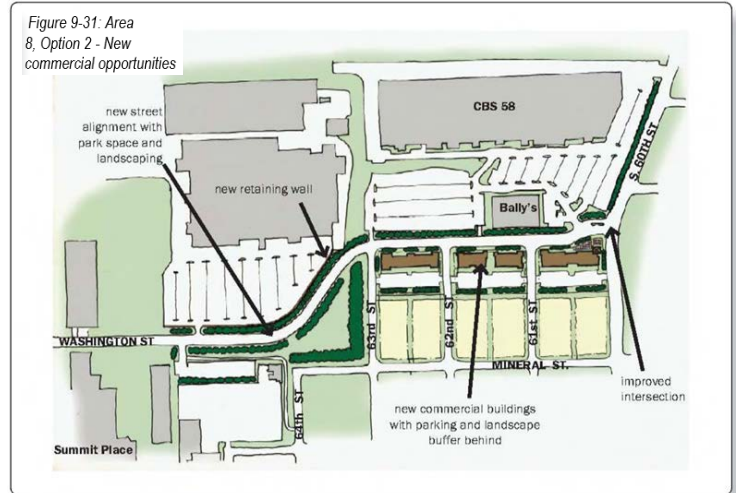 Figure 9-31: Area
8, Option 2 - New
commercial opportunities
new street
alignment with
park space and
landscaping
CBS 58
new retaining wall
S. 60TH ST
Bally's
63rd ST
62nd ST
61st ST
WASHINGTON ST
MINERAL ST.
improved
intersection
new commercial buildings
with parking and landscape
buffer behind
64th ST
Summit Place